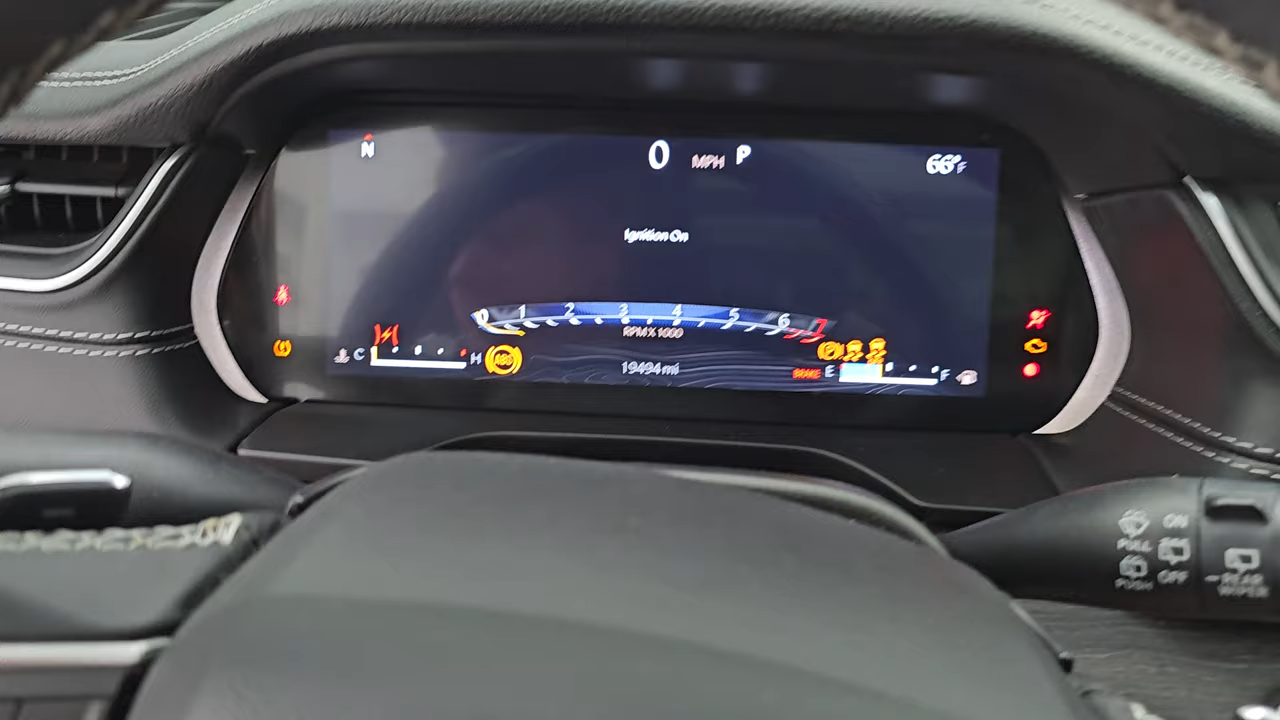 N
0 MPH P
66°F
Ignition On
0 1 2 3 4 5 6 7
RPM X 1000
C H
ABS
19494 mi
BRAKE E F
PULL
PUSH
ON
OFF
REAR
WIPER